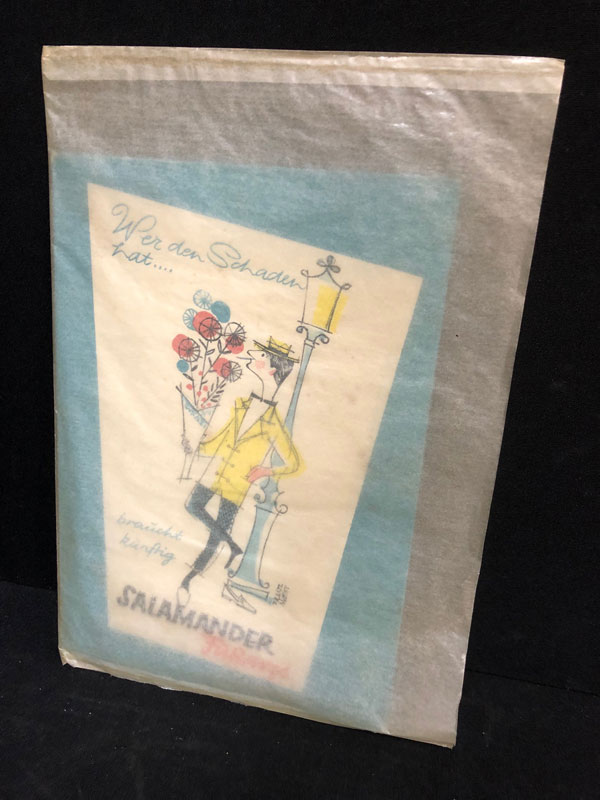 Wer den Schaden
hat....
braucht
künftig
SALAMANDER